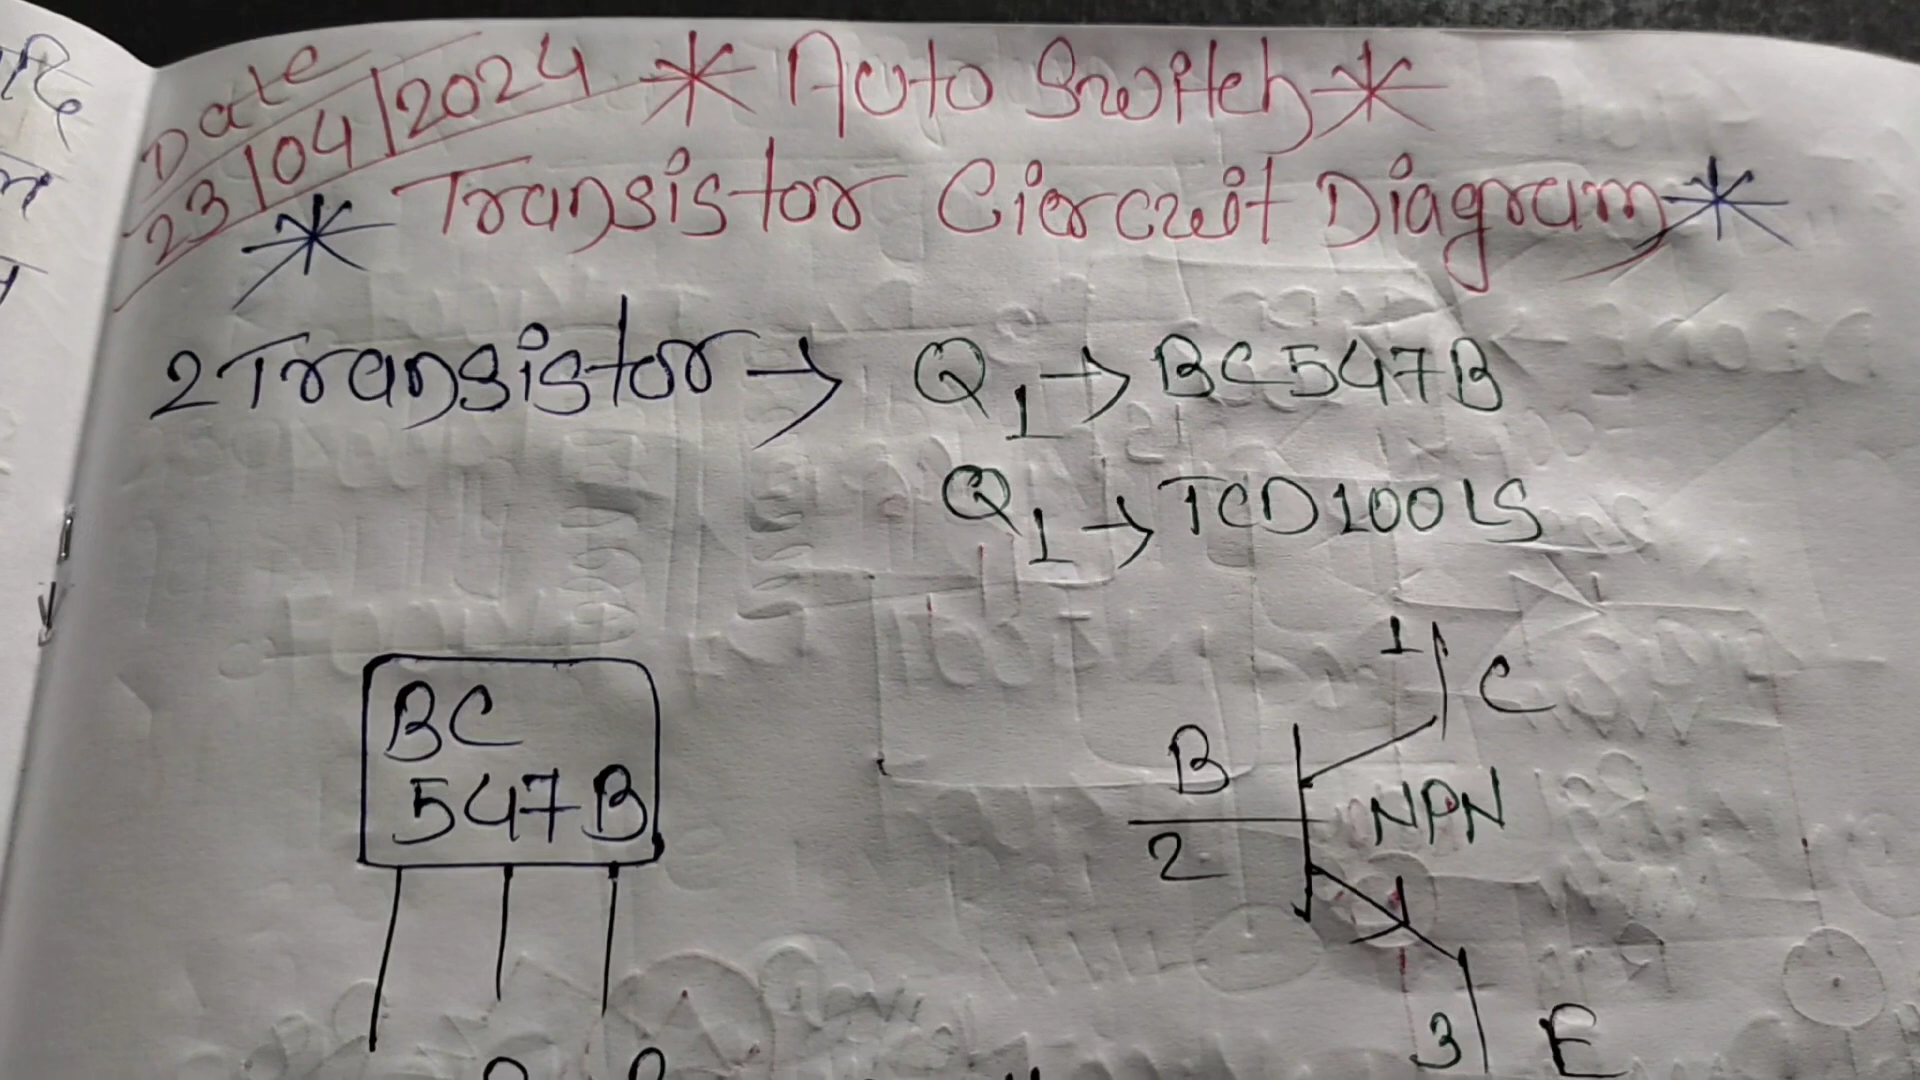 Date
23/04/2024
* Auto Switch *
* Transistor Ciercuit Diagram *
2 Transistor → Q1 → BC547B
Q1 → TCD100LS
BC
547B
1
C
B
NPN
2
3
E